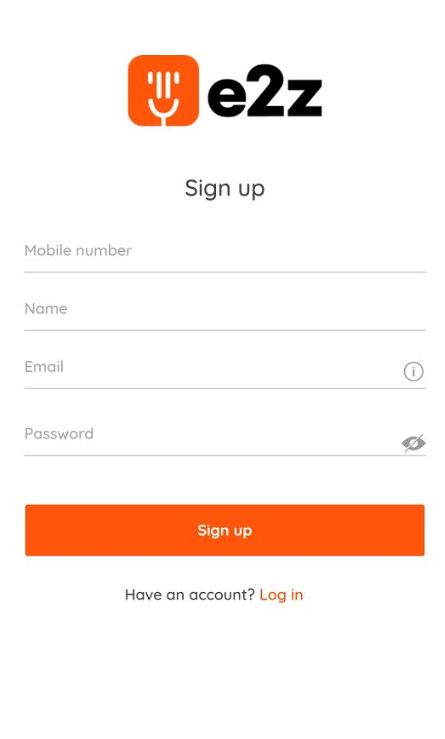 e2z
Sign up
Mobile number
Name
Email
Password
Sign up
Have an account? Log in